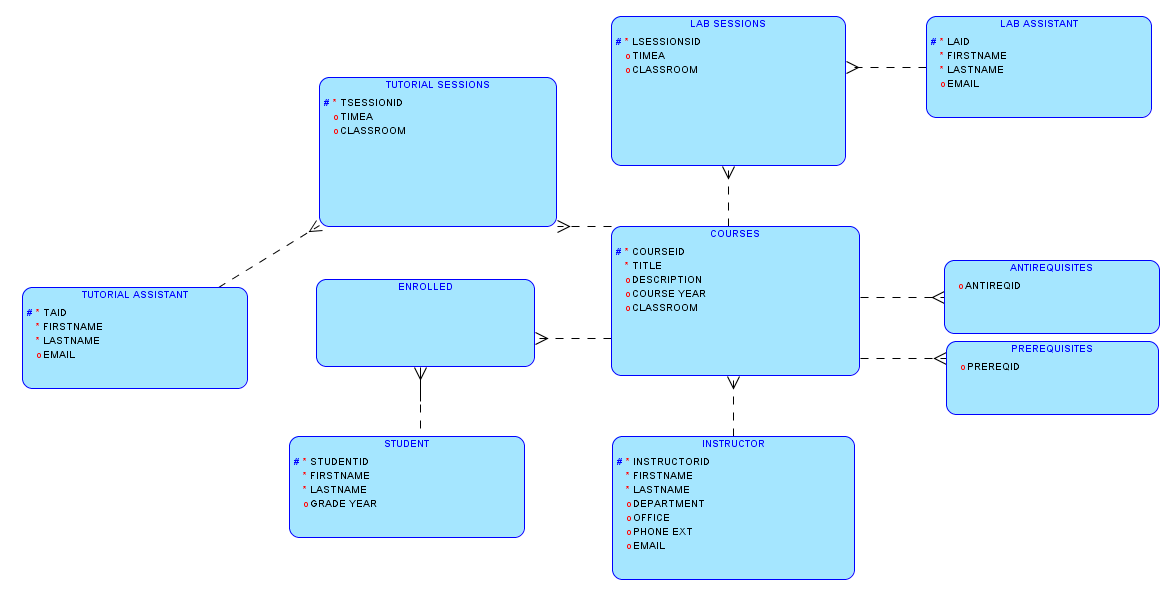 LAB SESSIONS
# * LSESSIONSID
o TIMEA
o CLASSROOM
LAB ASSISTANT
# * LAID
* FIRSTNAME
* LASTNAME
o EMAIL
TUTORIAL SESSIONS
# * TSESSIONID
o TIMEA
o CLASSROOM
COURSES
# * COURSEID
* TITLE
o DESCRIPTION
o COURSE YEAR
o CLASSROOM
ANTIREQUISITES
o ANTIREQID
TUTORIAL ASSISTANT
# * TAID
* FIRSTNAME
* LASTNAME
o EMAIL
ENROLLED
PREREQUISITES
o PREREQID
STUDENT
# * STUDENTID
* FIRSTNAME
* LASTNAME
o GRADE YEAR
INSTRUCTOR
# * INSTRUCTORID
* FIRSTNAME
* LASTNAME
o DEPARTMENT
o OFFICE
o PHONE EXT
o EMAIL